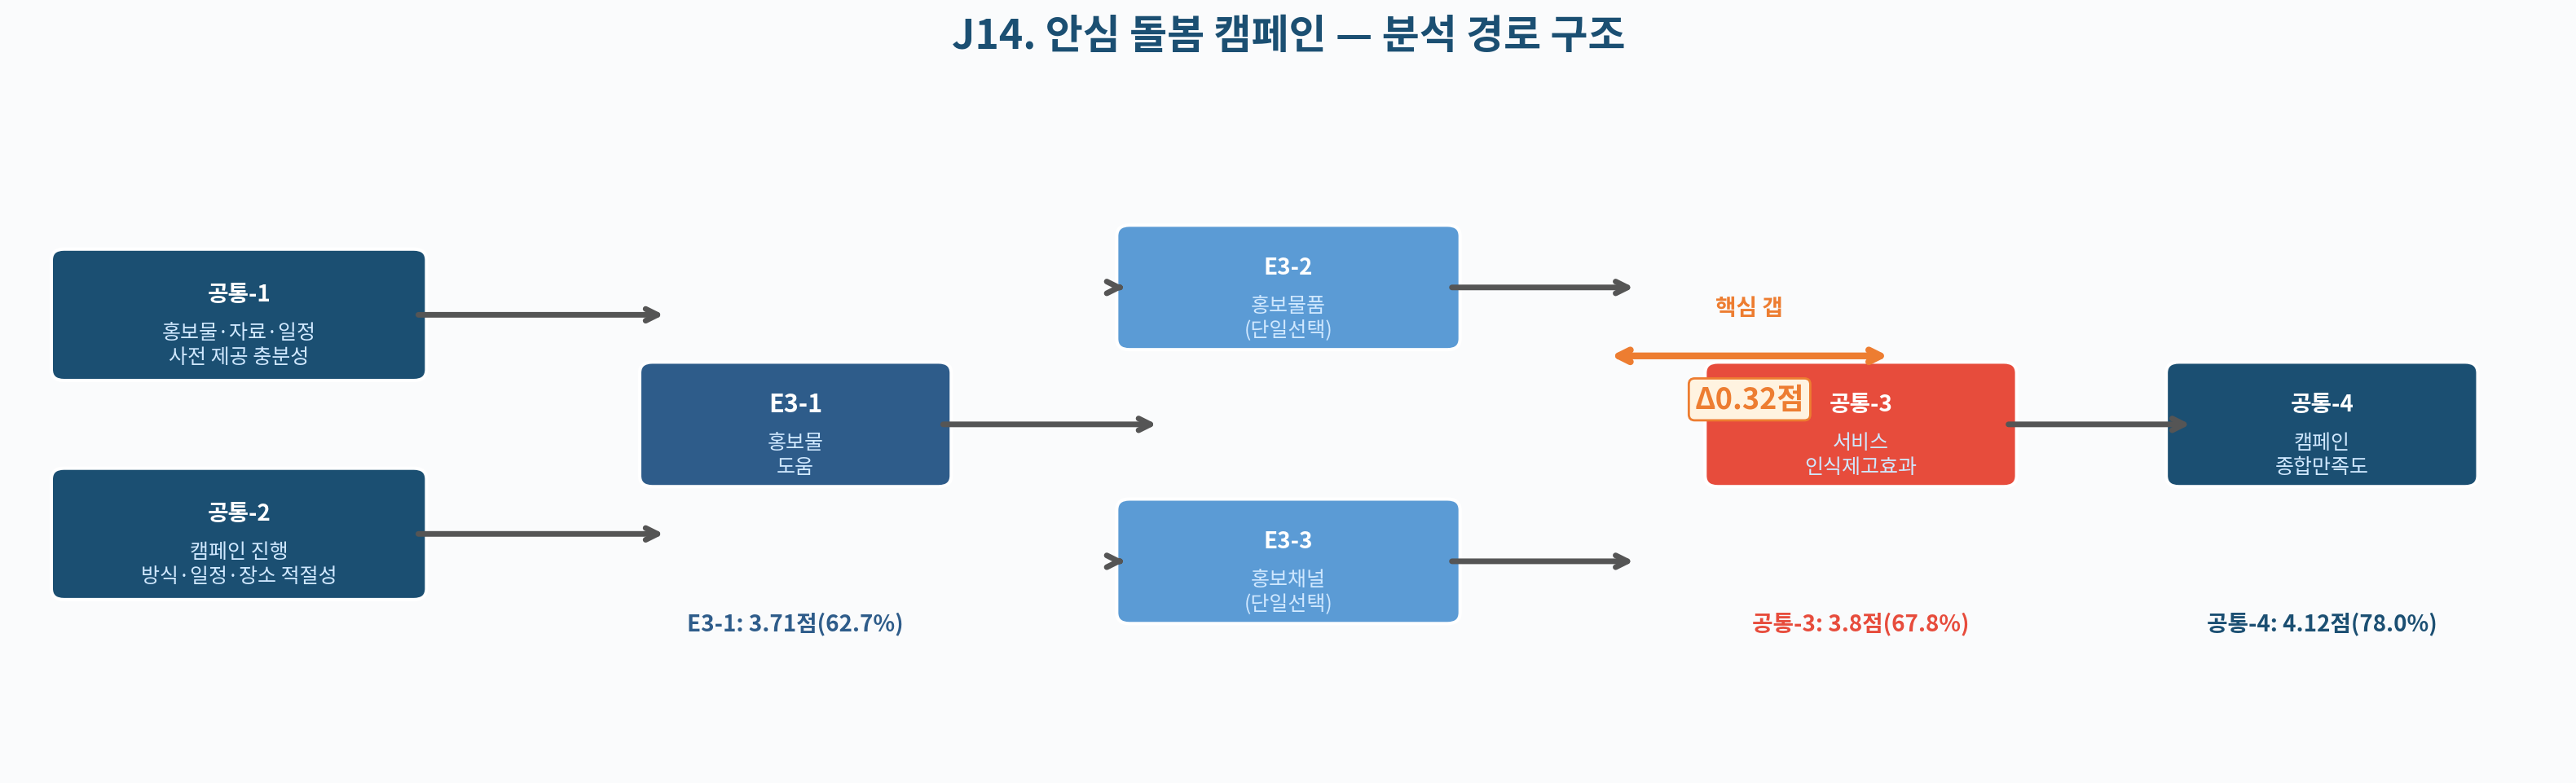 J14. 안심 돌봄 캠페인 — 분석 경로 구조
공통-1
홍보물·자료·일정
사전 제공 충분성
공통-2
캠페인 진행
방식·일정·장소 적절성
E3-1
홍보물
도움
E3-1: 3.71점(62.7%)
E3-2
홍보물품
(단일선택)
E3-3
홍보채널
(단일선택)
핵심 갭
Δ0.32점
공통-3
서비스
인식제고효과
공통-3: 3.8점(67.8%)
공통-4
캠페인
종합만족도
공통-4: 4.12점(78.0%)